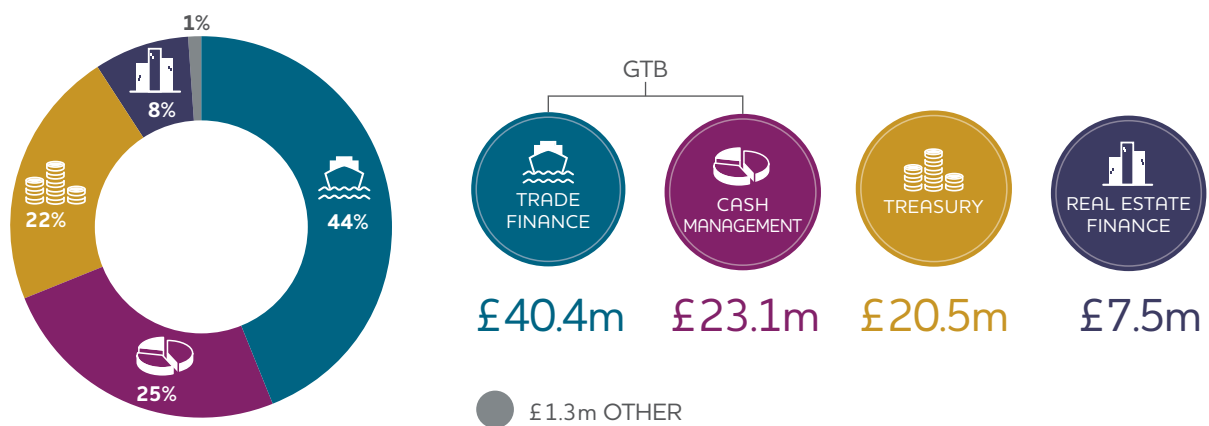 1%
8%
22%
44%
25%
GTB
TRADE
FINANCE
CASH
MANAGEMENT
TREASURY
REAL ESTATE
FINANCE
£40.4m
£23.1m
£20.5m
£7.5m
£1.3m OTHER